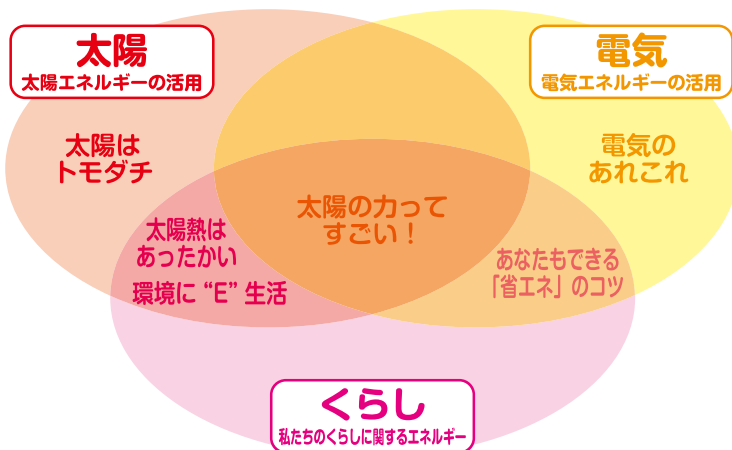 太陽
太陽エネルギーの活用
電気
電気エネルギーの活用
太陽は
トモダチ
電気の
あれこれ
太陽の力って
すごい！
太陽熱は
あったかい
環境に“E”生活
あなたもできる
「省エネ」のコツ
くらし
私たちのくらしに関するエネルギー